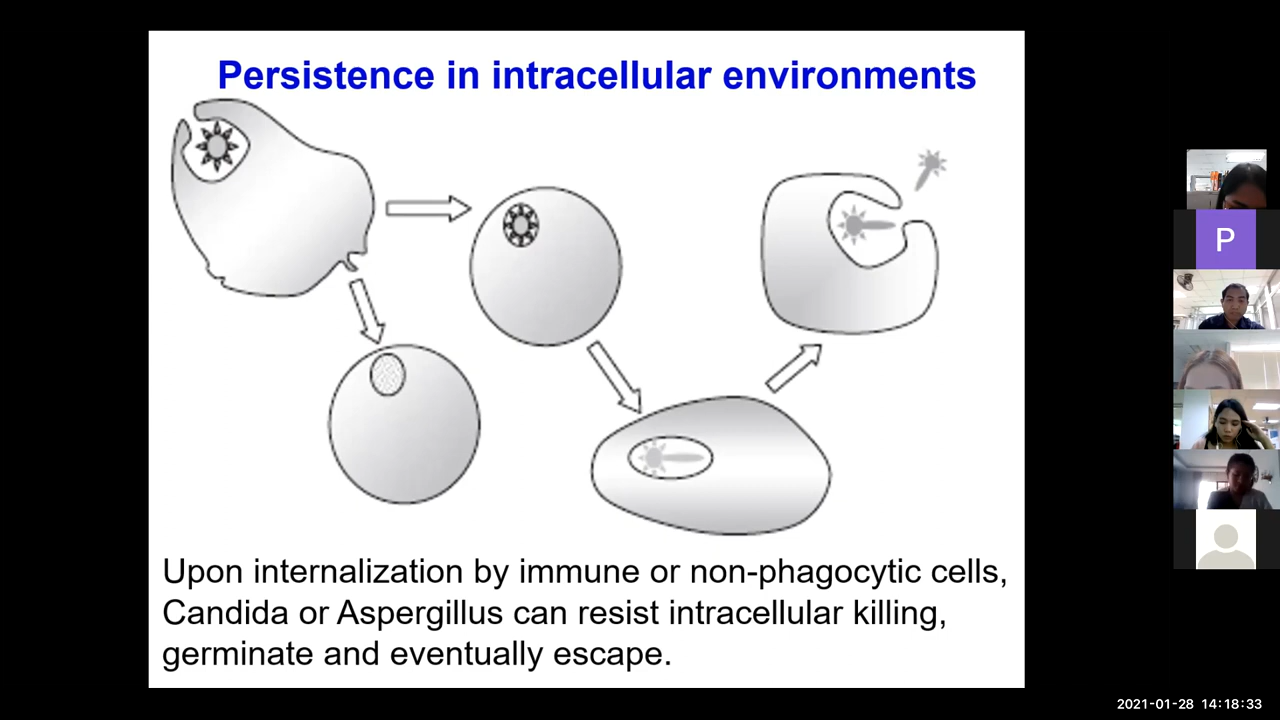 Persistence in intracellular environments
Upon internalization by immune or non-phagocytic cells,
Candida or Aspergillus can resist intracellular killing,
germinate and eventually escape.
P
2021-01-28 14:18:33